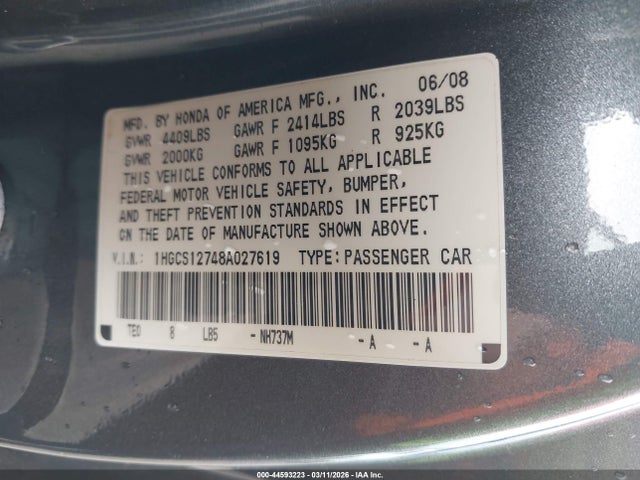 06/08
MFD. BY HONDA OF AMERICA MFG., INC.
GVWR 4409LBS GAWR F 2414LBS R 2039LBS
GVWR 2000KG GAWR F 1095KG R 925KG
THIS VEHICLE CONFORMS TO ALL APPLICABLE
FEDERAL MOTOR VEHICLE SAFETY, BUMPER,
AND THEFT PREVENTION STANDARDS IN EFFECT
ON THE DATE OF MANUFACTURE SHOWN ABOVE.
V.I.N.: 1HGCS12748A027619 TYPE: PASSENGER CAR
TE0 8 LB5 - NH737M - A - A
000-44593223 - 03/11/2026 - IAA Inc.